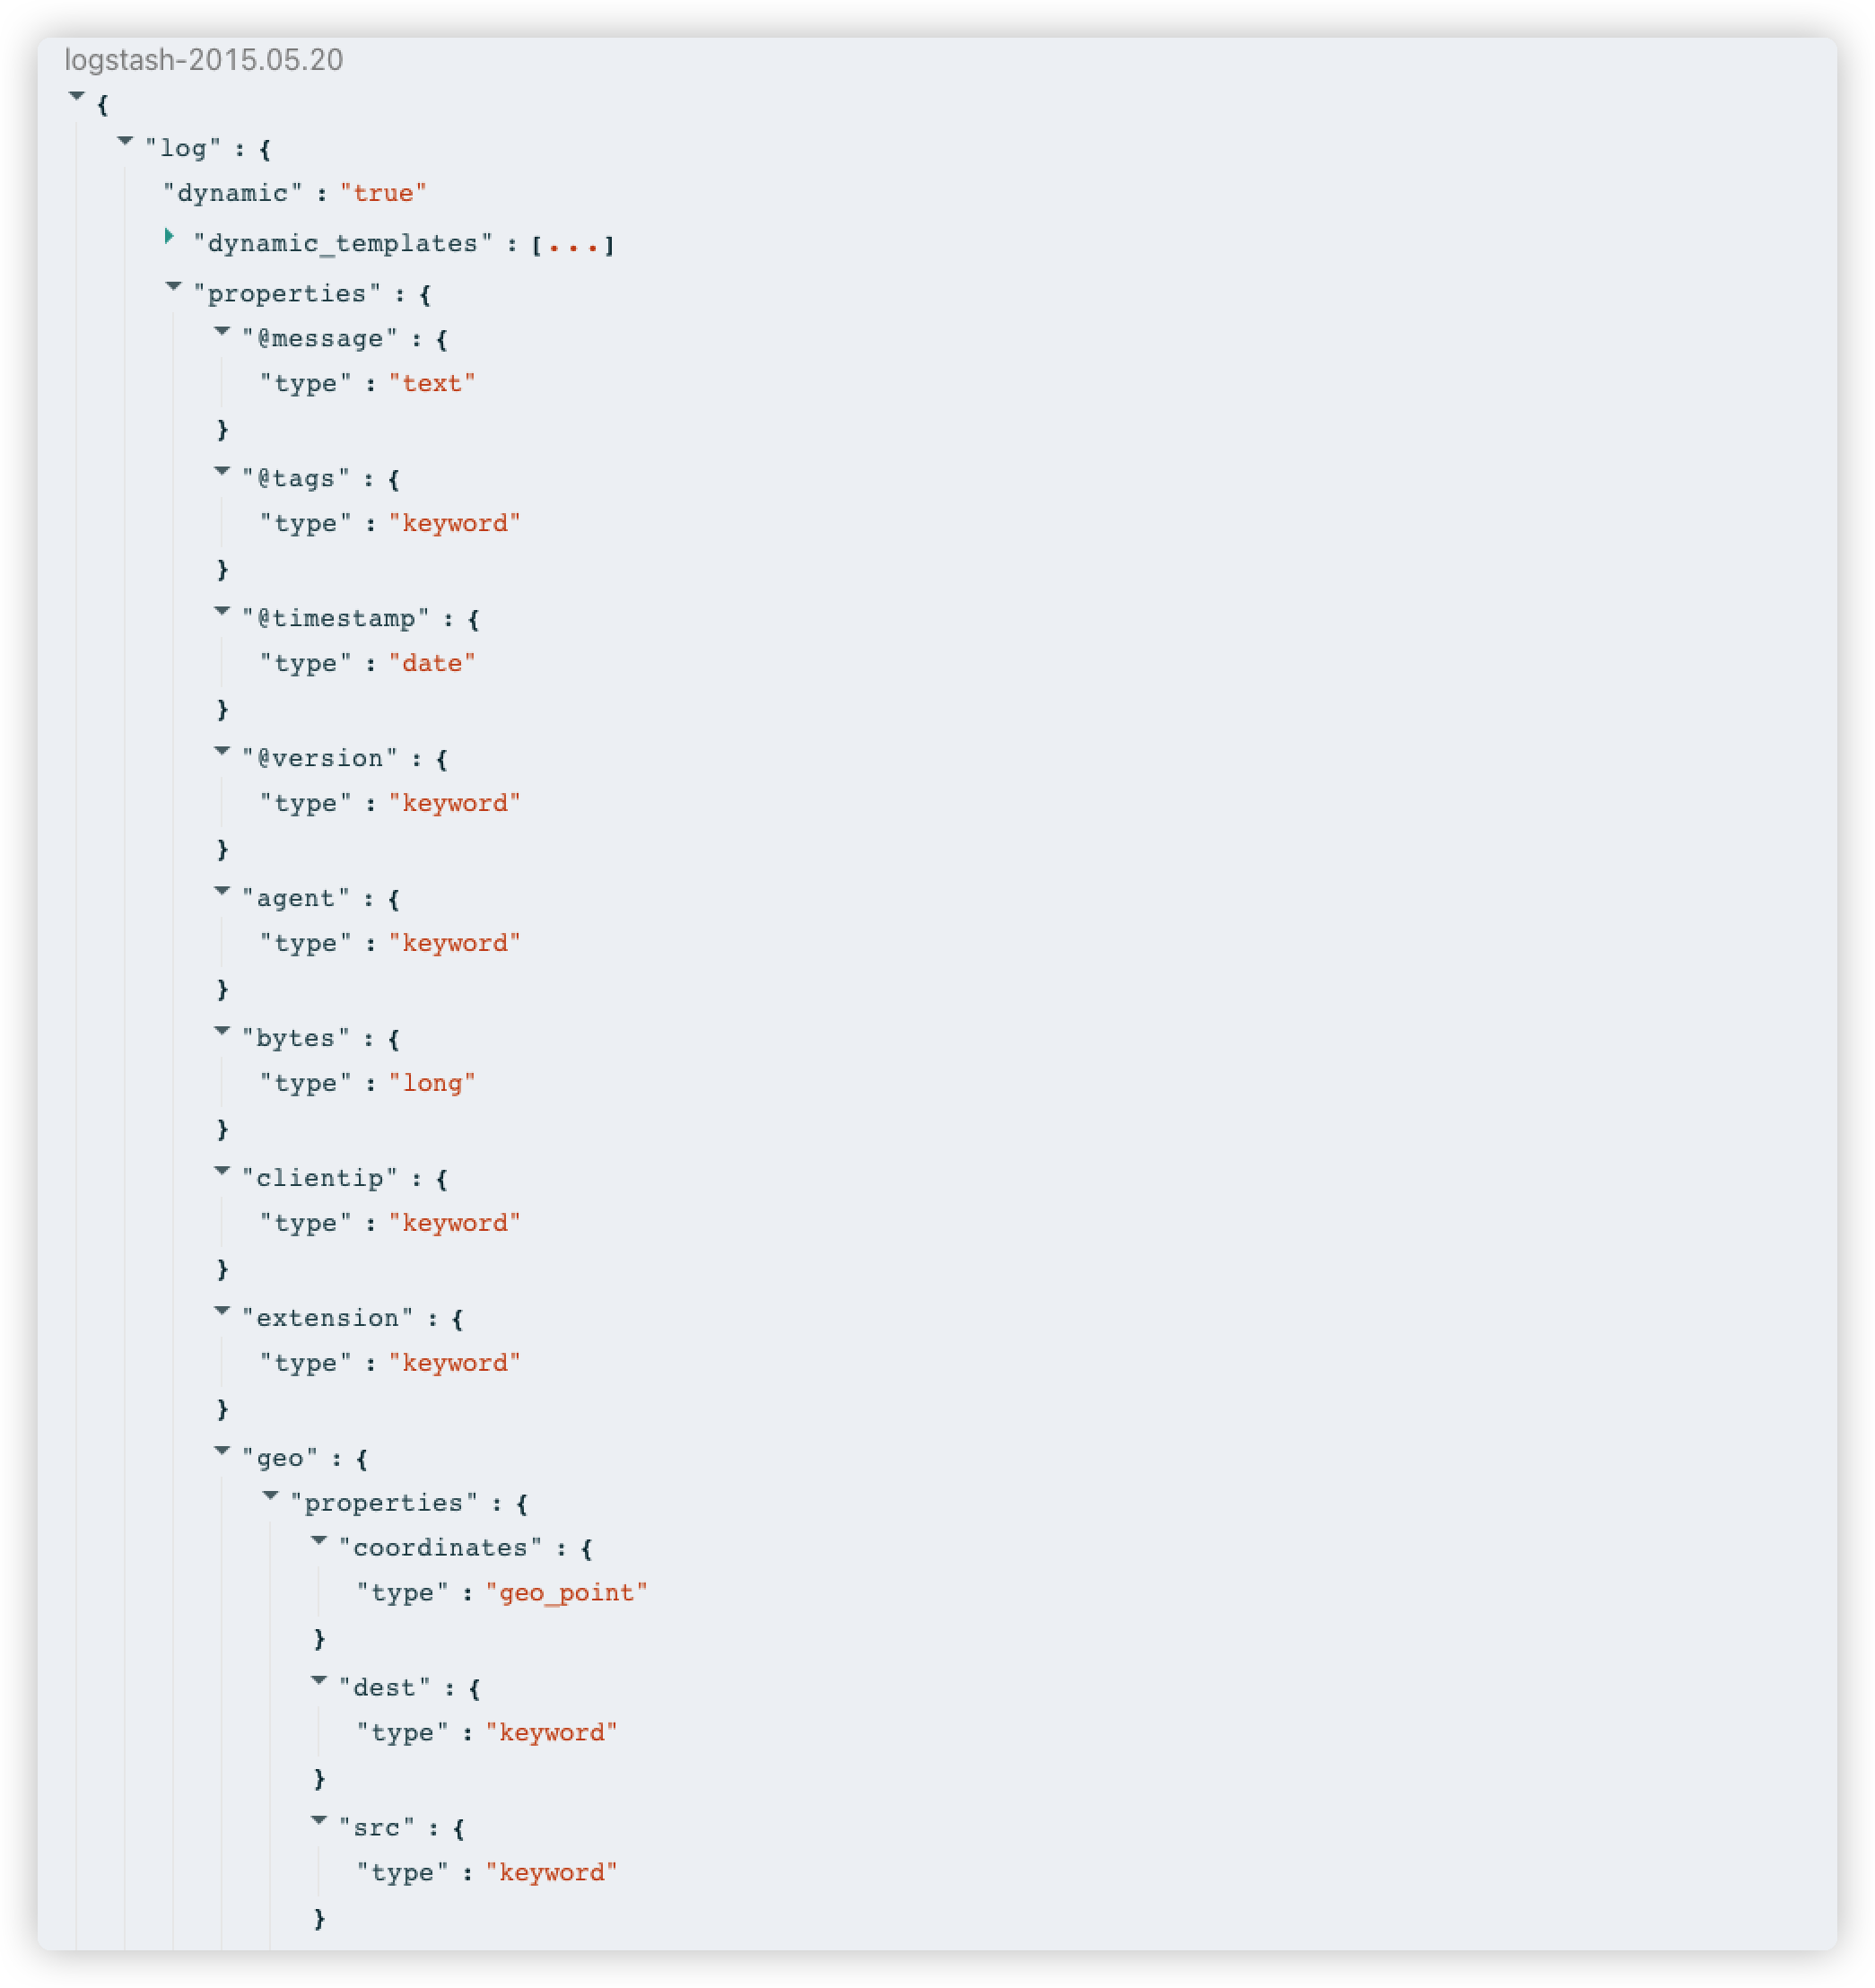 logstash-2015.05.20
{
"log" : {
"dynamic" : "true"
"dynamic_templates" : [...]
"properties" : {
"@message" : {
"type" : "text"
}
"@tags" : {
"type" : "keyword"
}
"@timestamp" : {
"type" : "date"
}
"@version" : {
"type" : "keyword"
}
"agent" : {
"type" : "keyword"
}
"bytes" : {
"type" : "long"
}
"clientip" : {
"type" : "keyword"
}
"extension" : {
"type" : "keyword"
}
"geo" : {
"properties" : {
"coordinates" : {
"type" : "geo_point"
}
"dest" : {
"type" : "keyword"
}
"src" : {
"type" : "keyword"
}